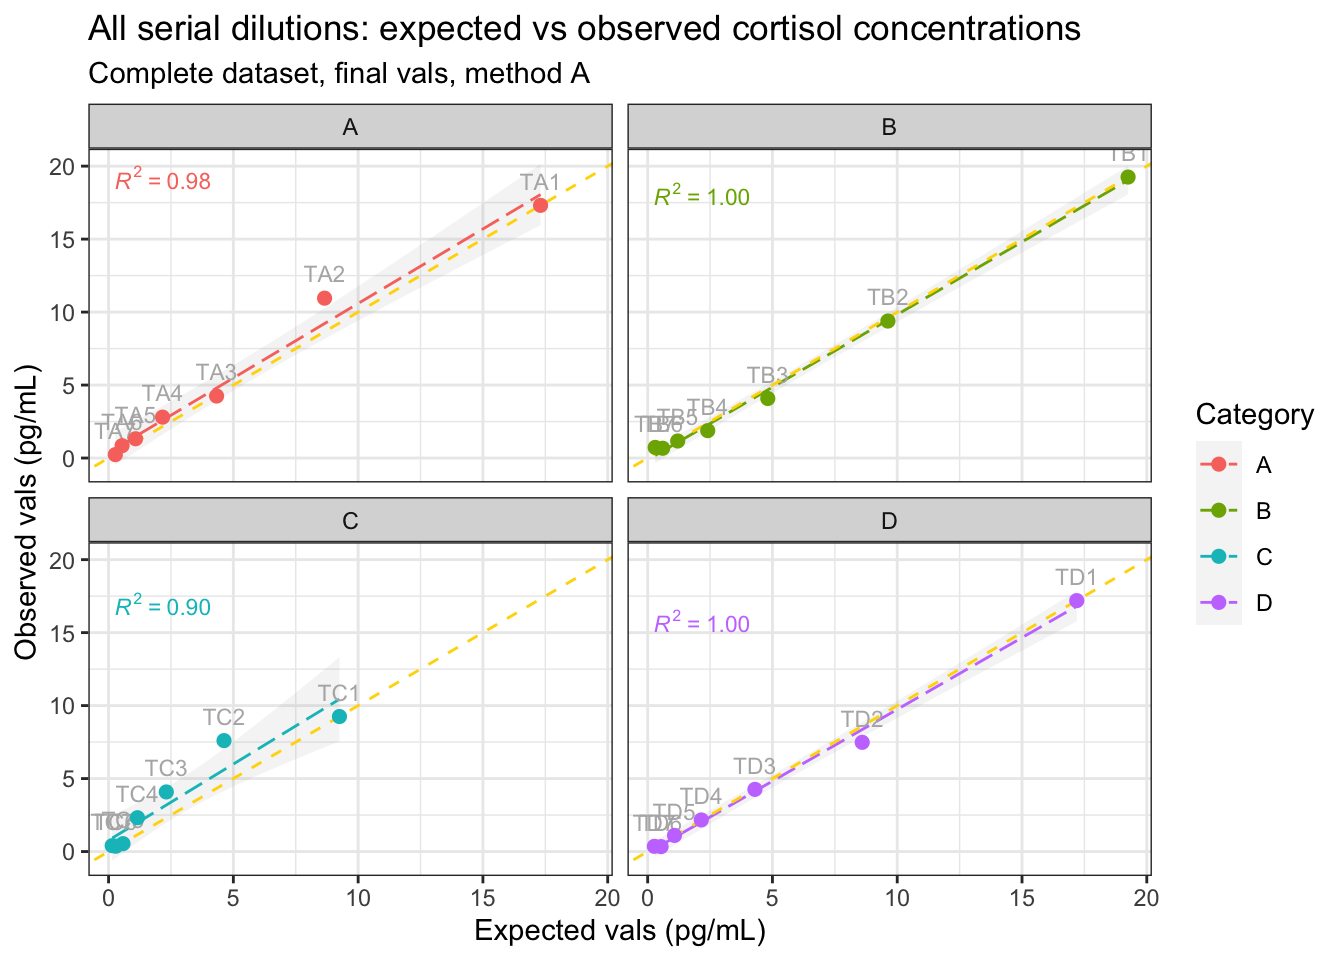 All serial dilutions: expected vs observed cortisol concentrations
Complete dataset, final vals, method A
A
B
R² = 0.98
TA1
TA2
TA3
TA4
TA5
R² = 1.00
TB1
TB2
TB3
TB4
TB5
20
15
10
5
0
C
D
R² = 0.90
TC1
TC2
TC3
TC4
R² = 1.00
TD1
TD2
TD3
TD4
TD5
20
15
10
5
0
0 5 10 15 20
0 5 10 15 20
Expected vals (pg/mL)
Observed vals (pg/mL)
Category
A
B
C
D